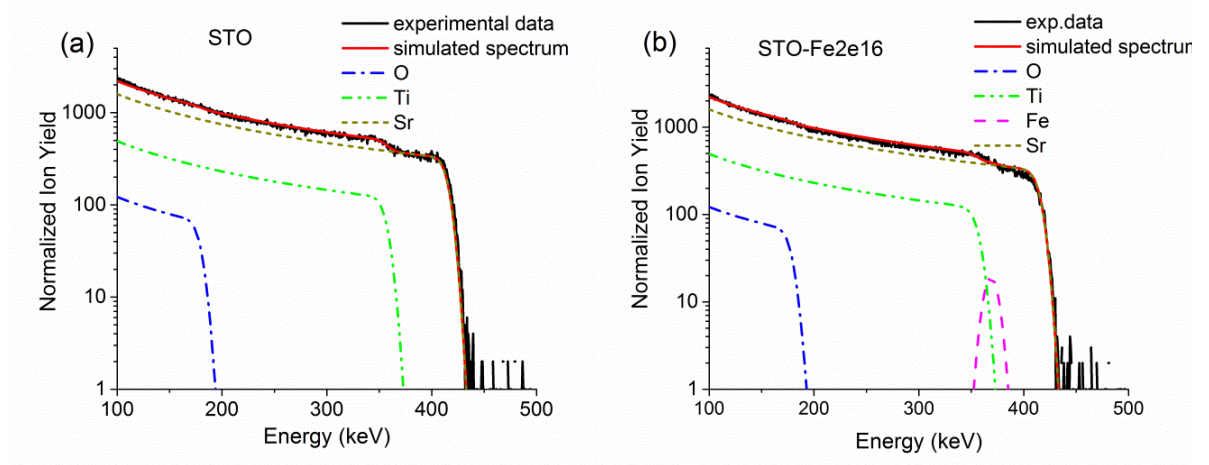 (a)
STO
experimental data
simulated spectrum
O
Ti
Sr
Normalized Ion Yield
1000
100
10
1
100
200
300
400
500
Energy (keV)
(b)
STO-Fe2e16
exp.data
simulated spectrum
O
Ti
Fe
Sr
Normalized Ion Yield
1000
100
10
1
100
200
300
400
500
Energy (keV)